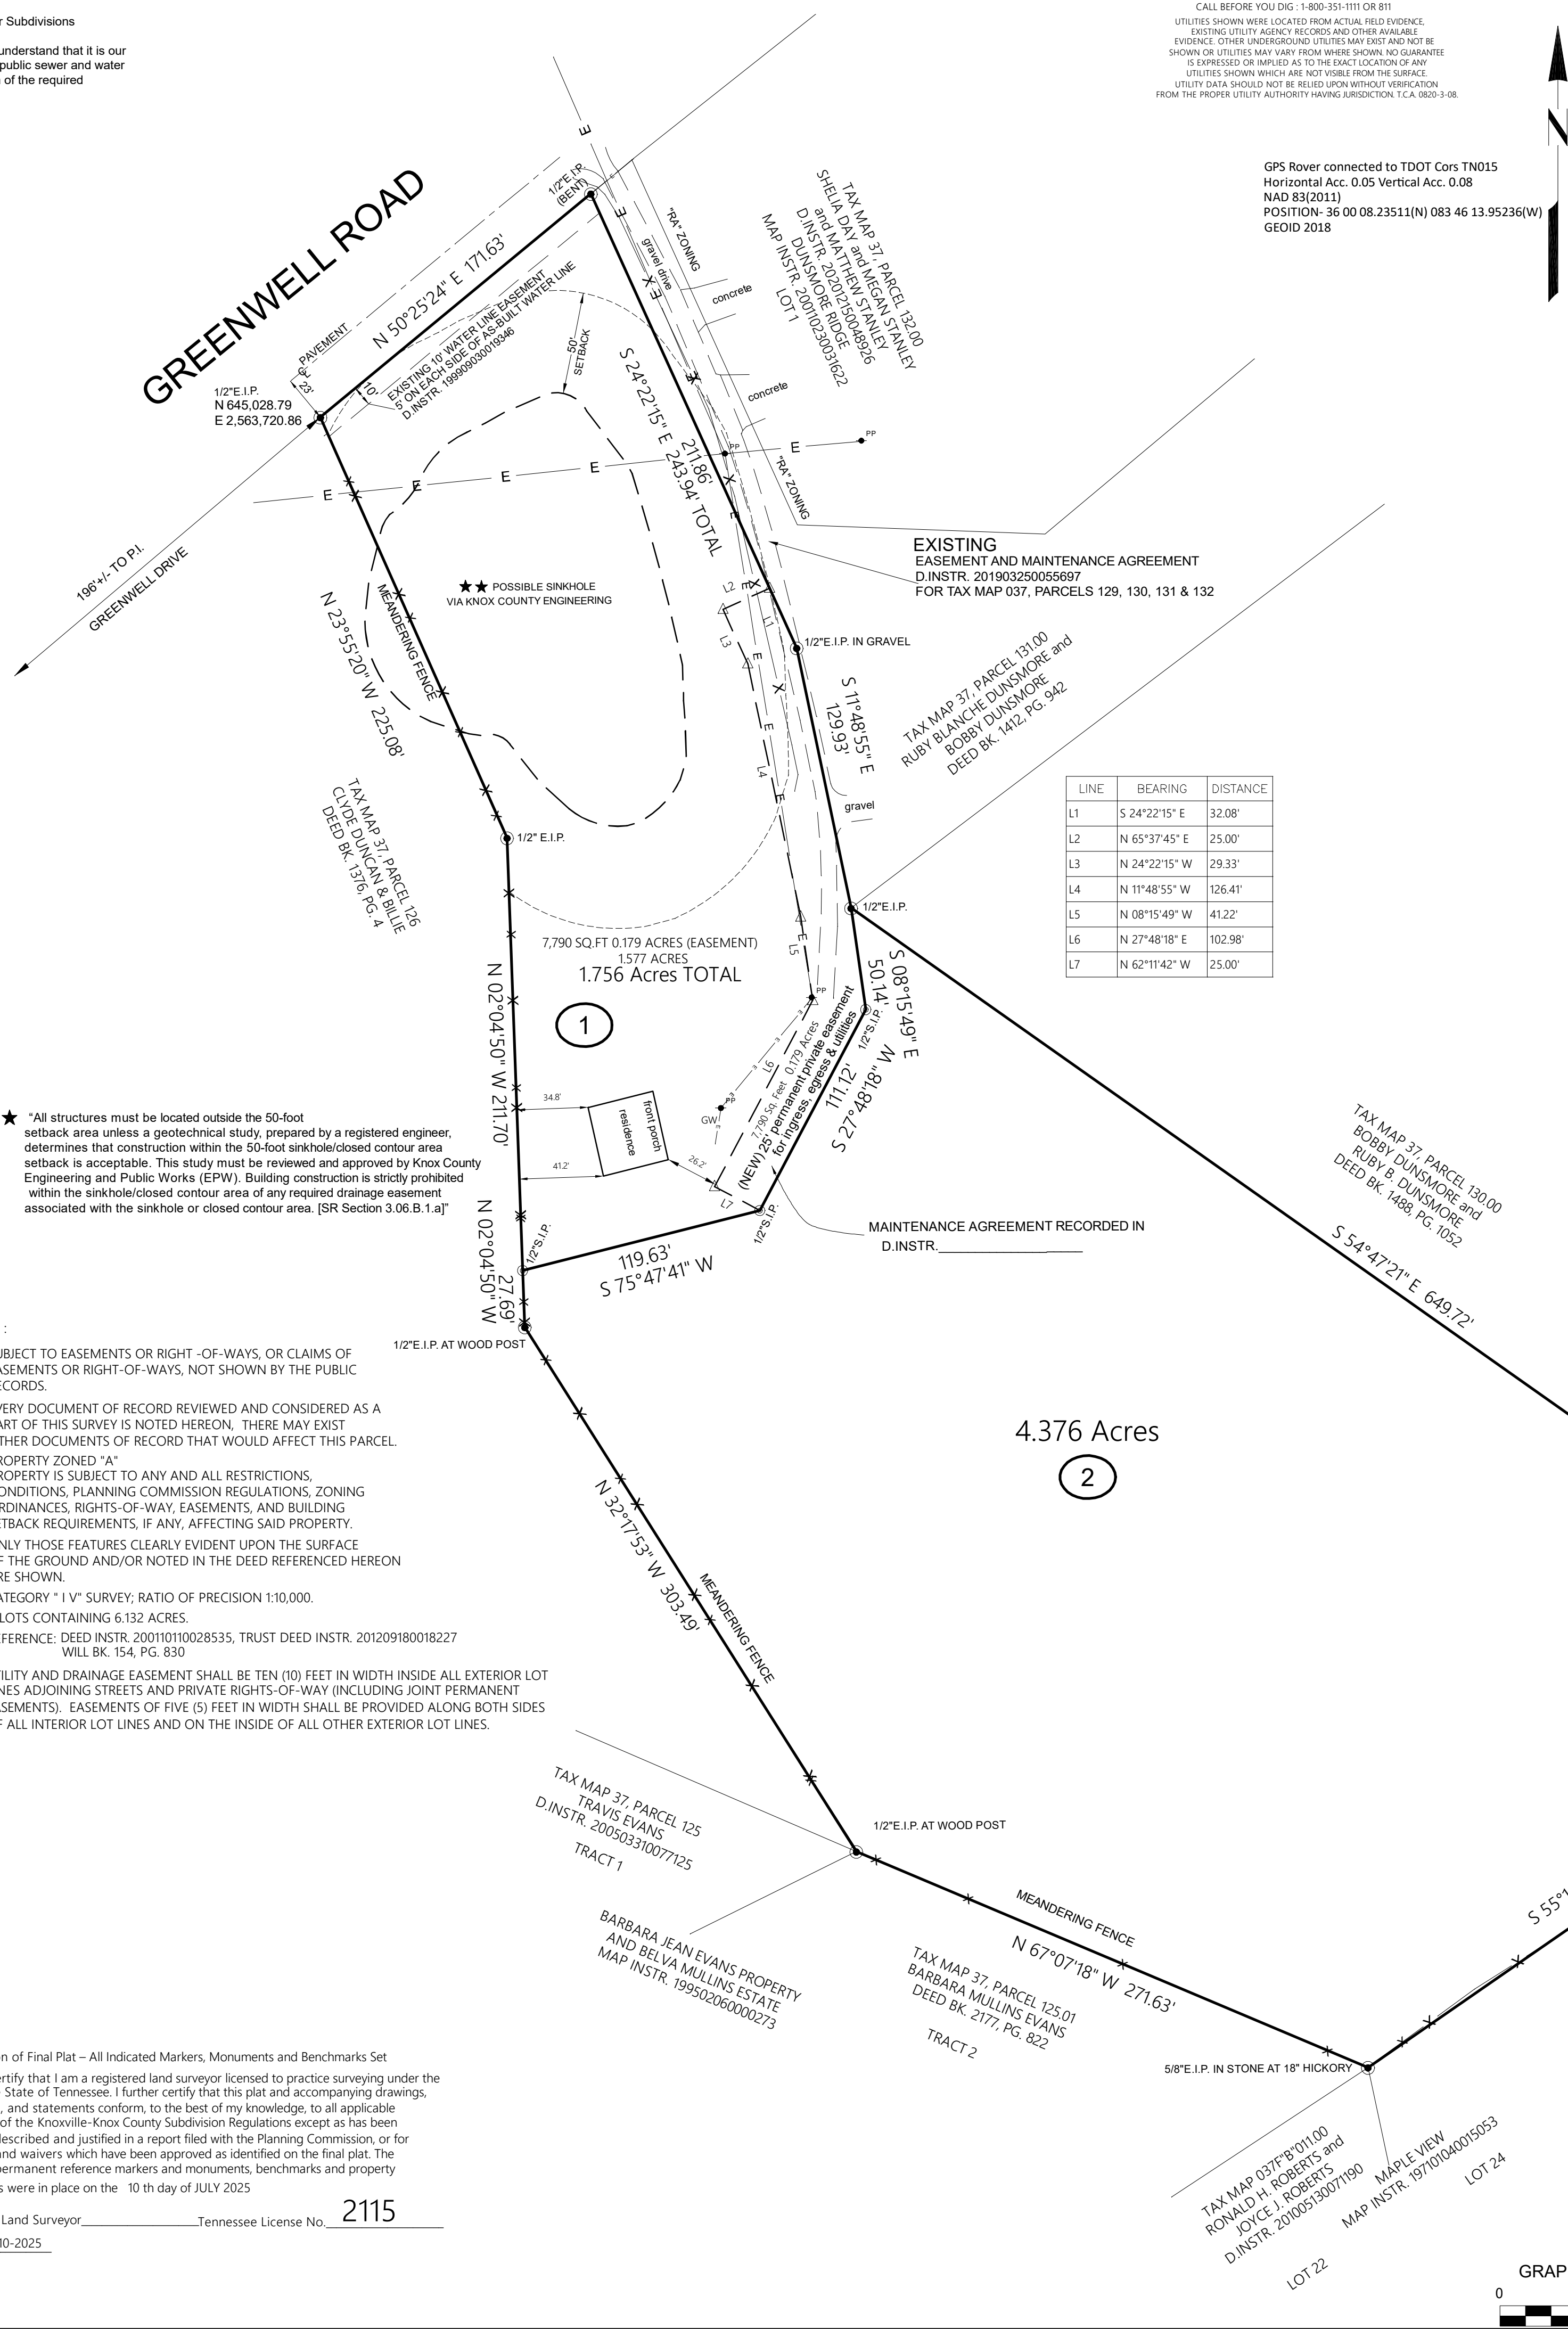 r Subdivisions
understand that it is our
public sewer and water
of the required
CALL BEFORE YOU DIG : 1-800-351-1111 OR 811
UTILITIES SHOWN WERE LOCATED FROM ACTUAL FIELD EVIDENCE,
EXISTING UTILITY AGENCY RECORDS AND OTHER AVAILABLE
EVIDENCE. OTHER UNDERGROUND UTILITIES MAY EXIST AND NOT BE
SHOWN OR UTILITIES MAY VARY FROM WHERE SHOWN. NO GUARANTEE
IS EXPRESSED OR IMPLIED AS TO THE EXACT LOCATION OF ANY
UTILITIES SHOWN WHICH ARE NOT VISIBLE FROM THE SURFACE.
UTILITY DATA SHOULD NOT BE RELIED UPON WITHOUT VERIFICATION
FROM THE PROPER UTILITY AUTHORITY HAVING JURISDICTION. T.C.A. 0820-3-08.
N
GPS Rover connected to TDOT Cors TN015
Horizontal Acc. 0.05 Vertical Acc. 0.08
NAD 83(2011)
POSITION- 36 00 08.23511(N) 083 46 13.95236(W)
GEOID 2018
GREENWELL ROAD
1/2"E.I.P.
(BENT)
N 50°25'24" E 171.63'
PAVEMENT
℄
23'
10'
EXISTING 10' WATER LINE EASEMENT
5' ON EACH SIDE OF AS-BUILT WATER LINE
D.INSTR. 199909030019346
50'
SETBACK
1/2"E.I.P.
N 645,028.79
E 2,563,720.86
gravel drive
"RA" ZONING
concrete
concrete
"RA" ZONING
TAX MAP 37, PARCEL 132.00
SHELIA DAY and MEGAN STANLEY
and MATTHEW STANLEY
D.INSTR. 202012150048926
DUNSMORE RIDGE
MAP INSTR. 200110230031622
LOT 1
211.86'
S 24°22'15" E 243.94' TOTAL
E
E
E
E
E
E
PP
PP
196'+/- TO P.I.
GREENWELL DRIVE
EXISTING
EASEMENT AND MAINTENANCE AGREEMENT
D.INSTR. 201903250055697
FOR TAX MAP 037, PARCELS 129, 130, 131 & 132
★★ POSSIBLE SINKHOLE
VIA KNOX COUNTY ENGINEERING
MEANDERING FENCE
N 23°55'20" W 225.08'
L2
L1
L3
L4
L5
1/2"E.I.P. IN GRAVEL
S 11°48'55" E
129.93'
gravel
TAX MAP 37, PARCEL 131.00
RUBY BLANCHE DUNSMORE and
BOBBY DUNSMORE
DEED BK. 1412, PG. 942
LINE BEARING DISTANCE
L1 S 24°22'15" E 32.08'
L2 N 65°37'45" E 25.00'
L3 N 24°22'15" W 29.33'
L4 N 11°48'55" W 126.41'
L5 N 08°15'49" W 41.22'
L6 N 27°48'18" E 102.98'
L7 N 62°11'42" W 25.00'
TAX MAP 37, PARCEL 126
CLYDE DUNCAN & BILLIE
DEED BK. 1376, PG. 4
1/2" E.I.P.
1/2"E.I.P.
7,790 SQ.FT 0.179 ACRES (EASEMENT)
1.577 ACRES
1.756 Acres TOTAL
1
N 02°04'50" W 211.70'
S 08°15'49" E
50.14'
1/2"S.I.P.
PP
L6
7,790 Sq. Feet 0.179 Acres
(NEW) 25' permanent private easement
for ingress, egress & utilities
111.12'
S 27°48'18" W
34.8'
front porch
residence
41.2'
26.2'
PP
GW
L7
1/2"S.I.P.
1/2"S.I.P.
119.63'
S 75°47'41" W
MAINTENANCE AGREEMENT RECORDED IN
D.INSTR.
★ “All structures must be located outside the 50-foot
setback area unless a geotechnical study, prepared by a registered engineer,
determines that construction within the 50-foot sinkhole/closed contour area
setback is acceptable. This study must be reviewed and approved by Knox County
Engineering and Public Works (EPW). Building construction is strictly prohibited
within the sinkhole/closed contour area of any required drainage easement
associated with the sinkhole or closed contour area. [SR Section 3.06.B.1.a]”
N 02°04'50" W
27.69'
1/2"E.I.P. AT WOOD POST
TAX MAP 37, PARCEL 130.00
BOBBY DUNSMORE and
RUBY B. DUNSMORE
DEED BK. 1488, PG. 1052
S 54°47'21" E 649.72'
:
UBJECT TO EASEMENTS OR RIGHT -OF-WAYS, OR CLAIMS OF
ASEMENTS OR RIGHT-OF-WAYS, NOT SHOWN BY THE PUBLIC
ECORDS.
VERY DOCUMENT OF RECORD REVIEWED AND CONSIDERED AS A
ART OF THIS SURVEY IS NOTED HEREON, THERE MAY EXIST
THER DOCUMENTS OF RECORD THAT WOULD AFFECT THIS PARCEL.
ROPERTY ZONED "A"
ROPERTY IS SUBJECT TO ANY AND ALL RESTRICTIONS,
ONDITIONS, PLANNING COMMISSION REGULATIONS, ZONING
RDINANCES, RIGHTS-OF-WAY, EASEMENTS, AND BUILDING
ETBACK REQUIREMENTS, IF ANY, AFFECTING SAID PROPERTY.
NLY THOSE FEATURES CLEARLY EVIDENT UPON THE SURFACE
F THE GROUND AND/OR NOTED IN THE DEED REFERENCED HEREON
RE SHOWN.
ATEGORY " I V" SURVEY; RATIO OF PRECISION 1:10,000.
LOTS CONTAINING 6.132 ACRES.
EFERENCE: DEED INSTR. 200110110028535, TRUST DEED INSTR. 201209180018227
WILL BK. 154, PG. 830
TILITY AND DRAINAGE EASEMENT SHALL BE TEN (10) FEET IN WIDTH INSIDE ALL EXTERIOR LOT
NES ADJOINING STREETS AND PRIVATE RIGHTS-OF-WAY (INCLUDING JOINT PERMANENT
ASEMENTS). EASEMENTS OF FIVE (5) FEET IN WIDTH SHALL BE PROVIDED ALONG BOTH SIDES
F ALL INTERIOR LOT LINES AND ON THE INSIDE OF ALL OTHER EXTERIOR LOT LINES.
4.376 Acres
2
N 32°17'53" W 303.49'
MEANDERING FENCE
1/2"E.I.P. AT WOOD POST
TAX MAP 37, PARCEL 125
TRAVIS EVANS
D.INSTR. 200503310077125
TRACT 1
BARBARA JEAN EVANS PROPERTY
AND BELVA MULLINS ESTATE
MAP INSTR. 199502060000273
MEANDERING FENCE
N 67°07'18" W 271.63'
TAX MAP 37, PARCEL 125.01
BARBARA MULLINS EVANS
DEED BK. 2177, PG. 822
TRACT 2
S 55°1
5/8"E.I.P. IN STONE AT 18" HICKORY
TAX MAP 037F"B"011.00
RONALD H. ROBERTS and
JOYCE J. ROBERTS
D.INSTR. 201005130071190
LOT 22
MAPLE VIEW
MAP INSTR. 197101040015053
LOT 24
on of Final Plat – All Indicated Markers, Monuments and Benchmarks Set
ertify that I am a registered land surveyor licensed to practice surveying under the
State of Tennessee. I further certify that this plat and accompanying drawings,
, and statements conform, to the best of my knowledge, to all applicable
of the Knoxville-Knox County Subdivision Regulations except as has been
described and justified in a report filed with the Planning Commission, or for
and waivers which have been approved as identified on the final plat. The
permanent reference markers and monuments, benchmarks and property
s were in place on the 10 th day of JULY 2025
Land Surveyor Tennessee License No. 2115
10-2025
GRAP
0